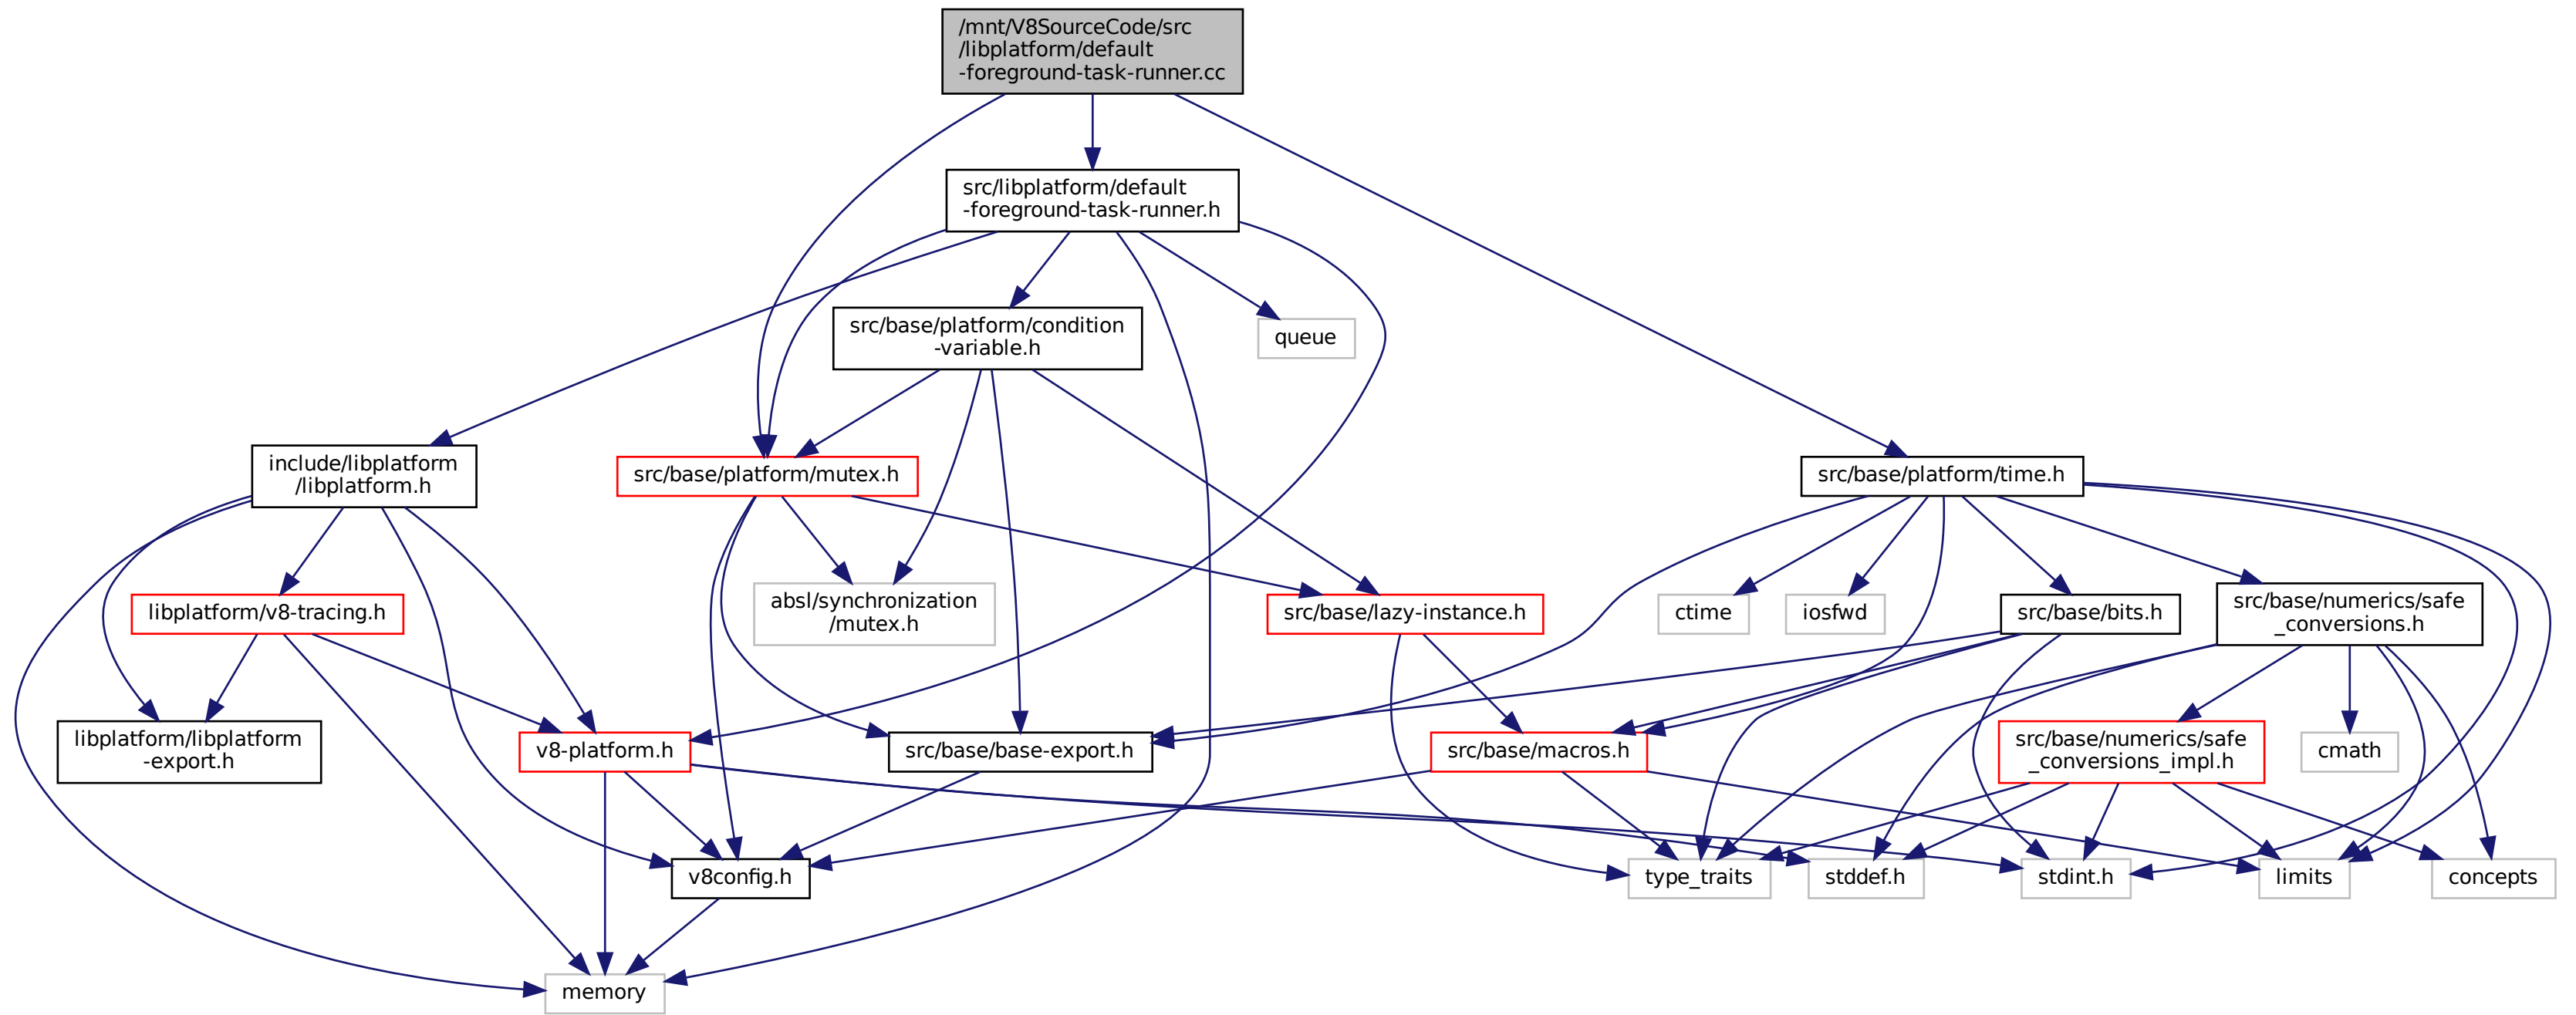 /mnt/V8SourceCode/src
/libplatform/default
-foreground-task-runner.cc
src/libplatform/default
-foreground-task-runner.h
src/base/platform/condition
-variable.h
queue
include/libplatform
/libplatform.h
src/base/platform/mutex.h
src/base/platform/time.h
libplatform/v8-tracing.h
absl/synchronization
/mutex.h
src/base/lazy-instance.h
ctime
iosfwd
src/base/bits.h
src/base/numerics/safe
_conversions.h
libplatform/libplatform
-export.h
v8-platform.h
src/base/base-export.h
src/base/macros.h
src/base/numerics/safe
_conversions_impl.h
cmath
v8config.h
type_traits
stddef.h
stdint.h
limits
concepts
memory